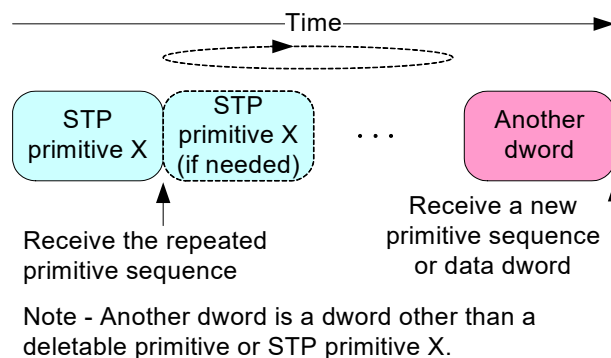 Time
STP
primitive X
STP
primitive X
(if needed)
. . .
Another
dword
Receive the repeated
primitive sequence
Receive a new
primitive sequence
or data dword
Note - Another dword is a dword other than a
deletable primitive or STP primitive X.